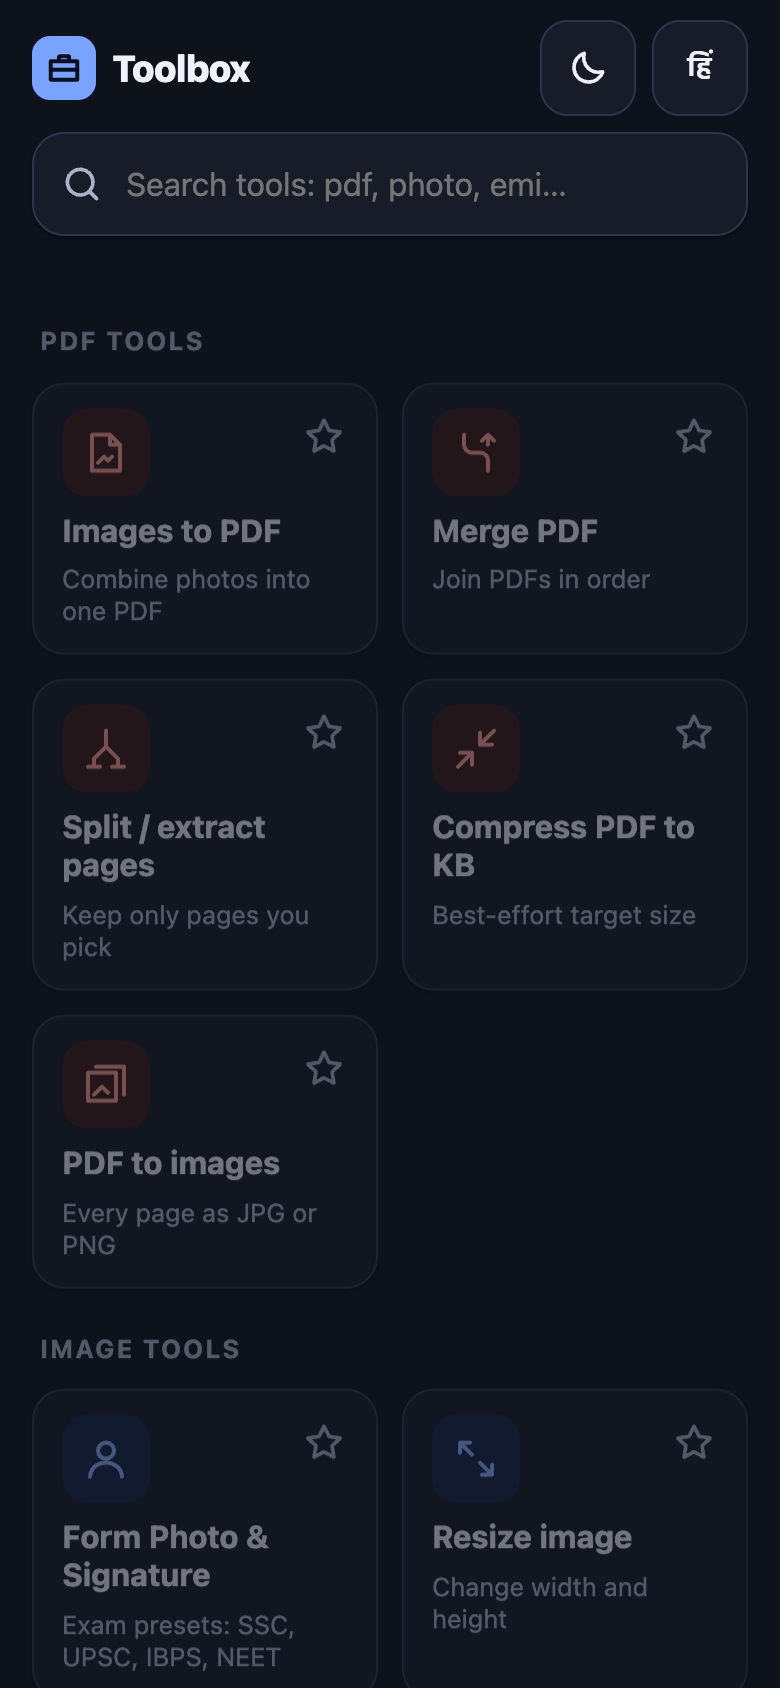 Toolbox
हिं
Search tools: pdf, photo, emi...
PDF TOOLS
Images to PDF
Combine photos into
one PDF
Merge PDF
Join PDFs in order
Split / extract
pages
Keep only pages you
pick
Compress PDF to
KB
Best-effort target size
PDF to images
Every page as JPG or
PNG
IMAGE TOOLS
Form Photo &
Signature
Exam presets: SSC,
UPSC, IBPS, NEET
Resize image
Change width and
height